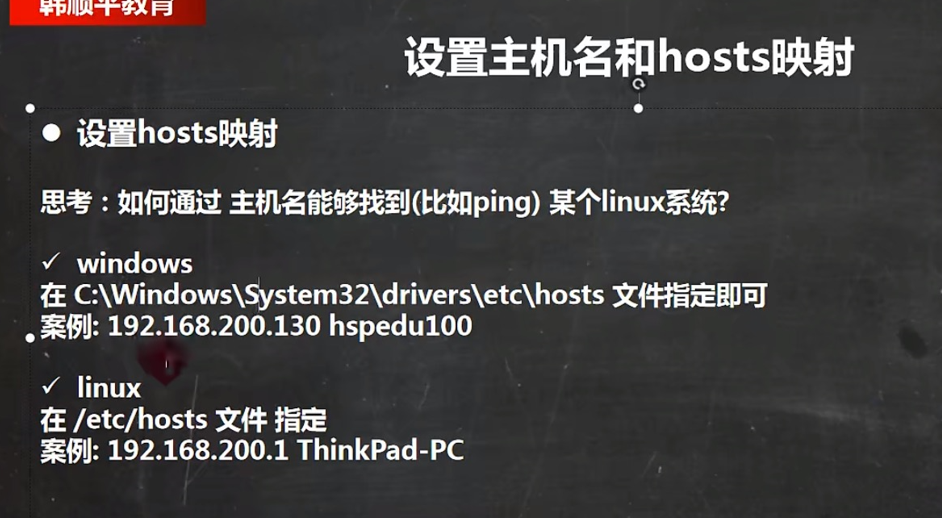 韩顺平教育
设置主机名和hosts映射
● 设置hosts映射
思考：如何通过 主机名能够找到(比如ping) 某个linux系统?
✓ windows
在 C:\Windows\System32\drivers\etc\hosts 文件指定即可
案例: 192.168.200.130 hspedu100
✓ linux
在 /etc/hosts 文件 指定
案例: 192.168.200.1 ThinkPad-PC